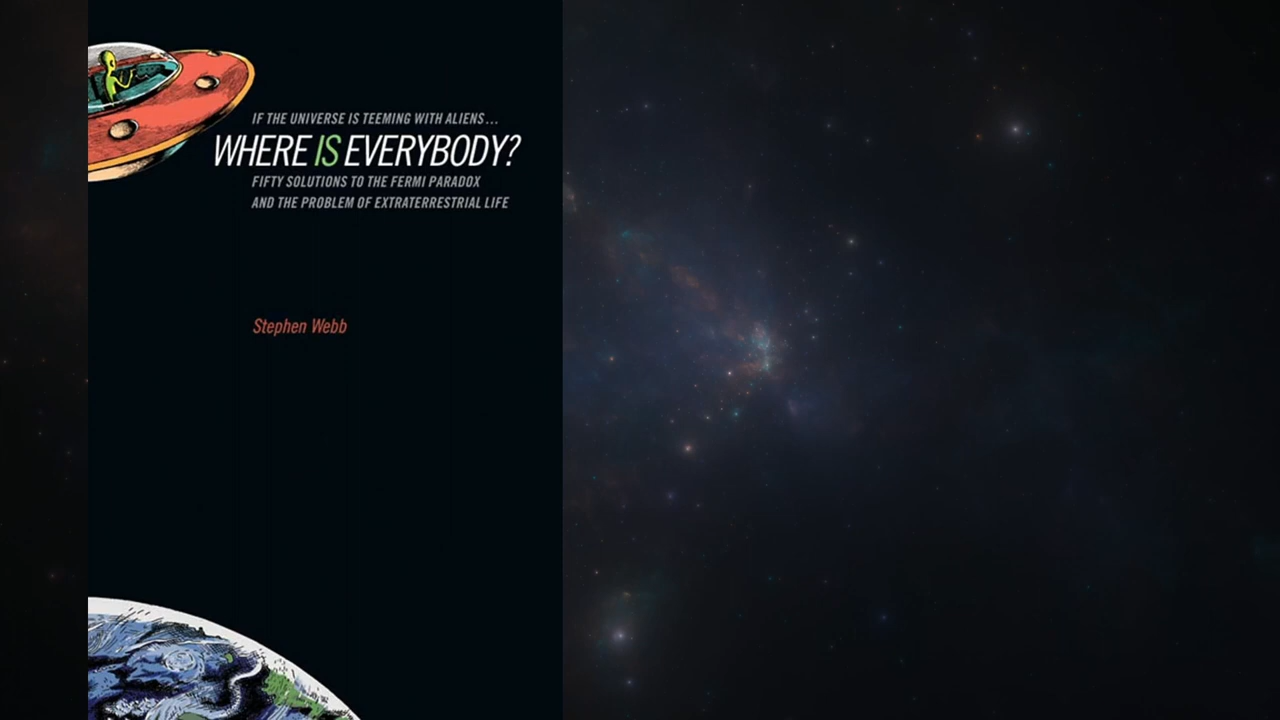 IF THE UNIVERSE IS TEEMING WITH ALIENS...
WHERE IS EVERYBODY?
FIFTY SOLUTIONS TO THE FERMI PARADOX
AND THE PROBLEM OF EXTRATERRESTRIAL LIFE
Stephen Webb